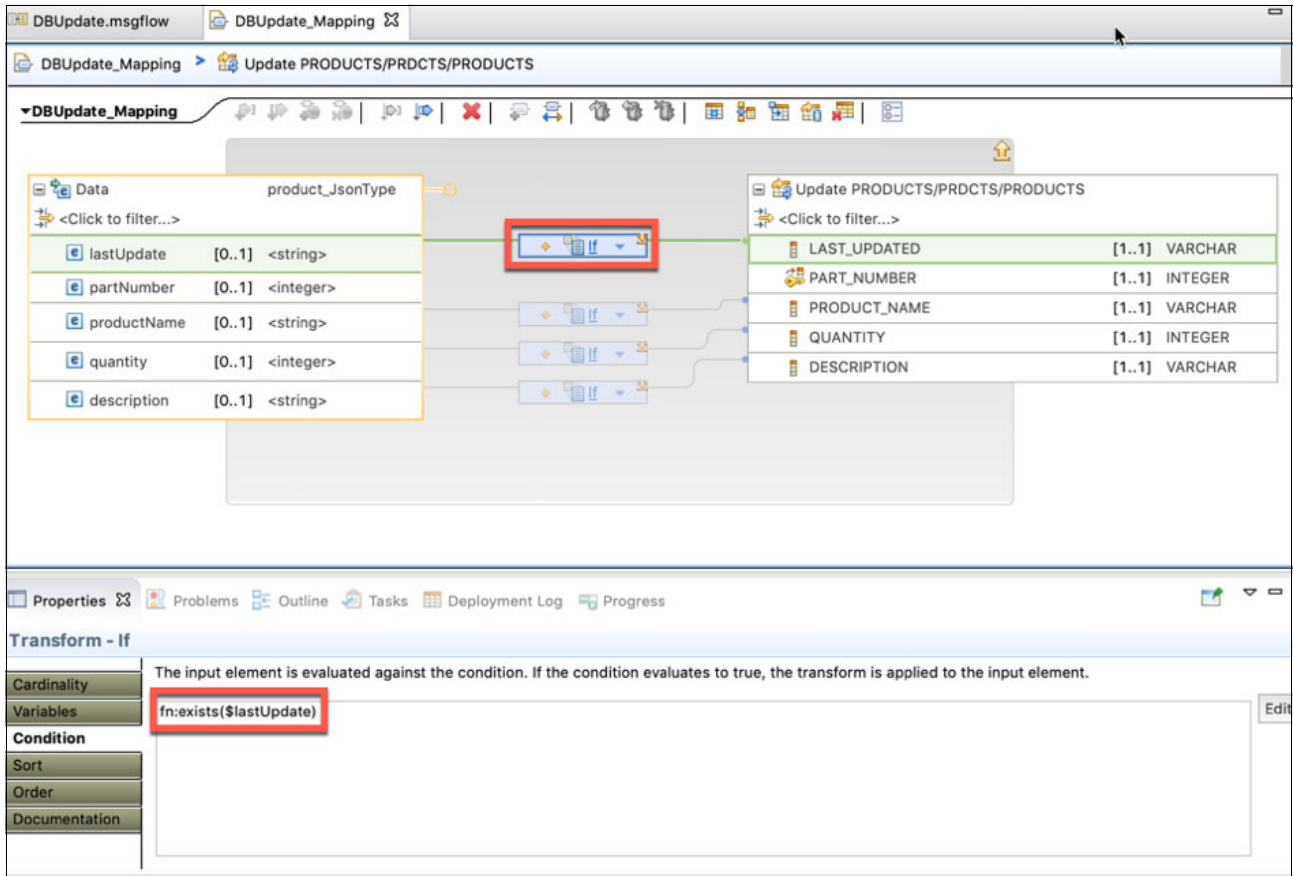 DBUpdate.msgflow DBUpdate_Mapping
DBUpdate_Mapping > Update PRODUCTS/PRDCTS/PRODUCTS
DBUpdate_Mapping
Data product_JsonType
<Click to filter...>
lastUpdate [0..1] <string>
partNumber [0..1] <integer>
productName [0..1] <string>
quantity [0..1] <integer>
description [0..1] <string>
If
If
If
If
Update PRODUCTS/PRDCTS/PRODUCTS
<Click to filter...>
LAST_UPDATED [1..1] VARCHAR
PART_NUMBER [1..1] INTEGER
PRODUCT_NAME [1..1] VARCHAR
QUANTITY [1..1] INTEGER
DESCRIPTION [1..1] VARCHAR
Properties Problems Outline Tasks Deployment Log Progress
Transform - If
The input element is evaluated against the condition. If the condition evaluates to true, the transform is applied to the input element.
Cardinality
Variables
Condition
Sort
Order
Documentation
fn:exists($lastUpdate)
Edit